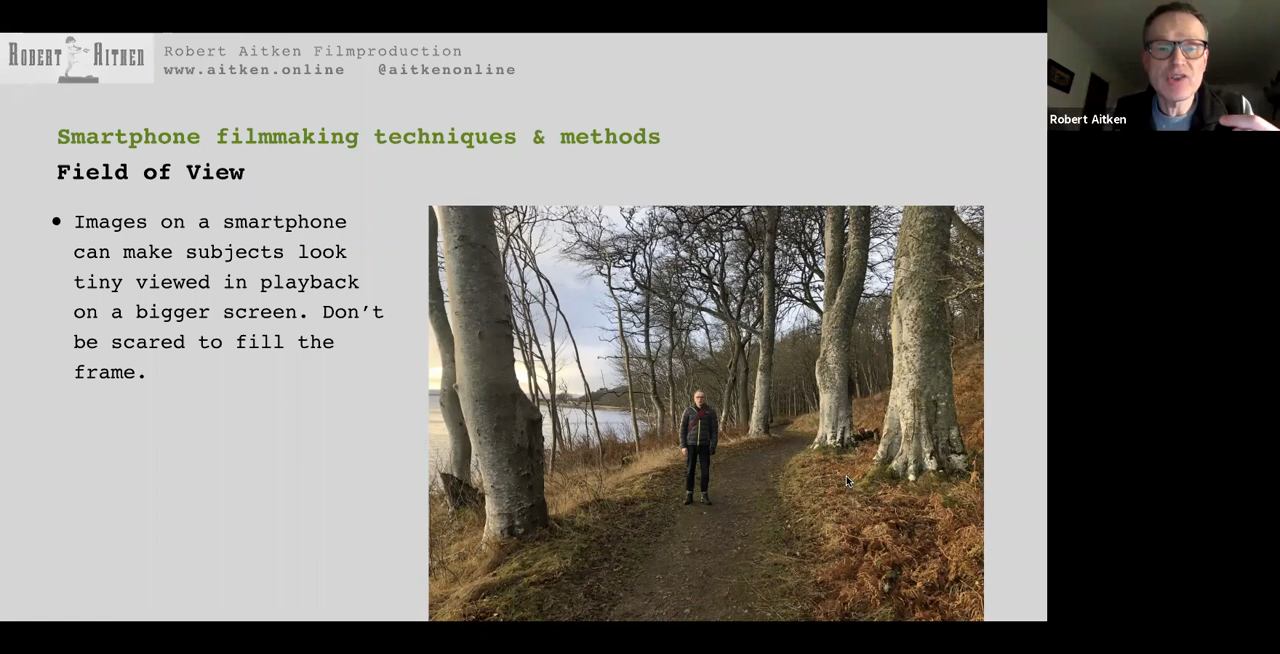 ROBERT AITKEN
Robert Aitken Filmproduction
www.aitken.online @aitkenonline
Smartphone filmmaking techniques & methods
Field of View
• Images on a smartphone
can make subjects look
tiny viewed in playback
on a bigger screen. Don’t
be scared to fill the
frame.
Robert Aitken